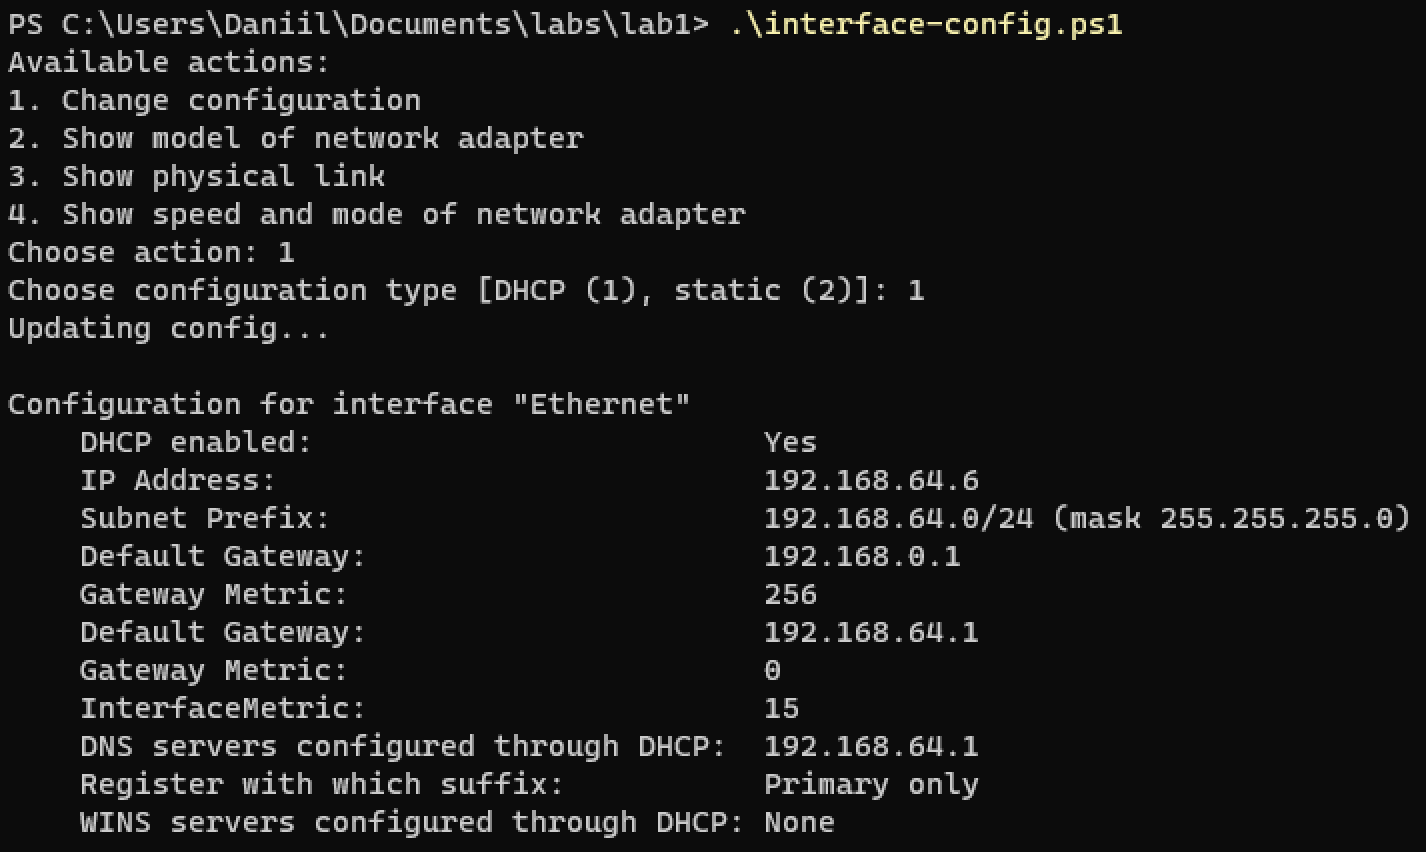 PS C:\Users\Daniil\Documents\labs\lab1> .\interface-config.ps1
Available actions:
1. Change configuration
2. Show model of network adapter
3. Show physical link
4. Show speed and mode of network adapter
Choose action: 1
Choose configuration type [DHCP (1), static (2)]: 1
Updating config...

Configuration for interface "Ethernet"
    DHCP enabled:                         Yes
    IP Address:                           192.168.64.6
    Subnet Prefix:                        192.168.64.0/24 (mask 255.255.255.0)
    Default Gateway:                      192.168.0.1
    Gateway Metric:                       256
    Default Gateway:                      192.168.64.1
    Gateway Metric:                       0
    InterfaceMetric:                      15
    DNS servers configured through DHCP:  192.168.64.1
    Register with which suffix:           Primary only
    WINS servers configured through DHCP: None